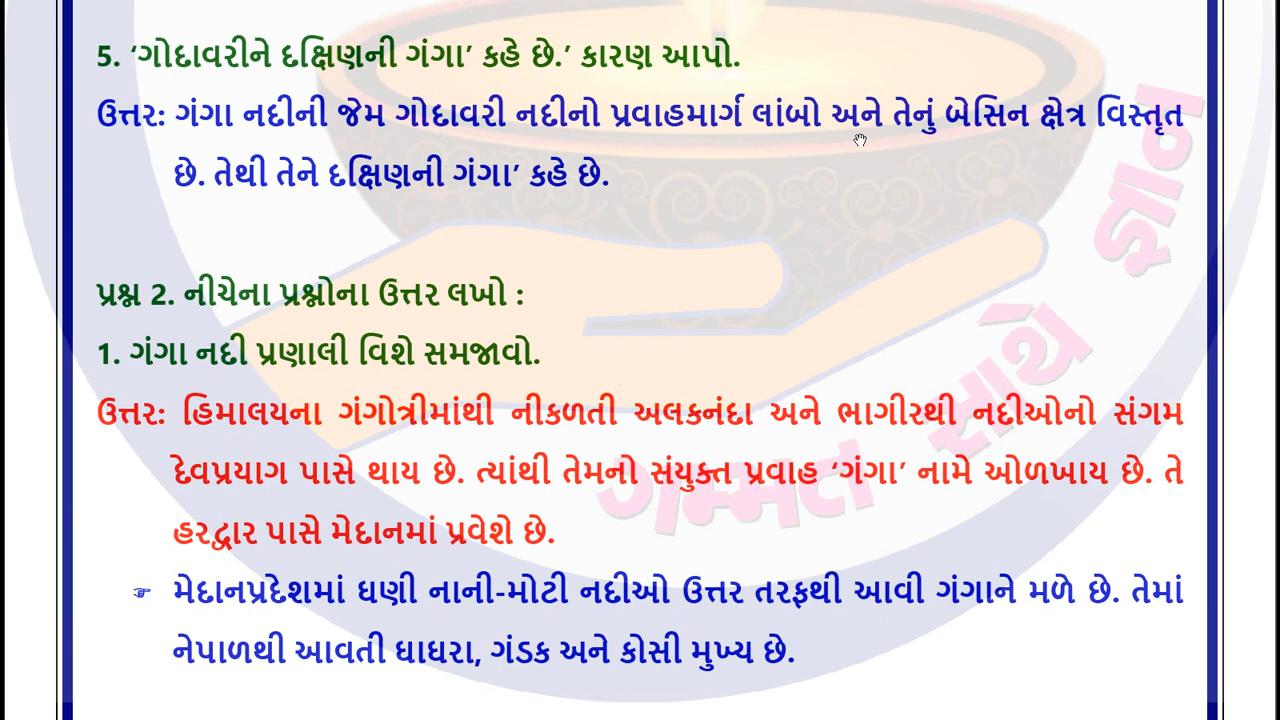 5. ‘ગોદાવરીને દક્ષિણની ગંગા’ કહે છે.’ કારણ આપો.
ઉત્તર: ગંગા નદીની જેમ ગોદાવરી નદીનો પ્રવાહમાર્ગ લાંબો અને તેનું બેસિન ક્ષેત્ર વિસ્તૃત
છે. તેથી તેને દક્ષિણની ગંગા’ કહે છે.
પ્રશ્ન 2. નીચેના પ્રશ્નોના ઉત્તર લખો :
1. ગંગા નદી પ્રણાલી વિશે સમજાવો.
ઉત્તર: હિમાલયના ગંગોત્રીમાંથી નીકળતી અલકનંદા અને ભાગીરથી નદીઓનો સંગમ
દેવપ્રયાગ પાસે થાય છે. ત્યાંથી તેમનો સંયુક્ત પ્રવાહ ‘ગંગા’ નામે ઓળખાય છે. તે
હરદ્વાર પાસે મેદાનમાં પ્રવેશે છે.
☞ મેદાનપ્રદેશમાં ઘણી નાની-મોટી નદીઓ ઉત્તર તરફથી આવી ગંગાને મળે છે. તેમાં
નેપાળથી આવતી ઘાઘરા, ગંડક અને કોસી મુખ્ય છે.
ગમ્મત સાથે જ્ઞાન